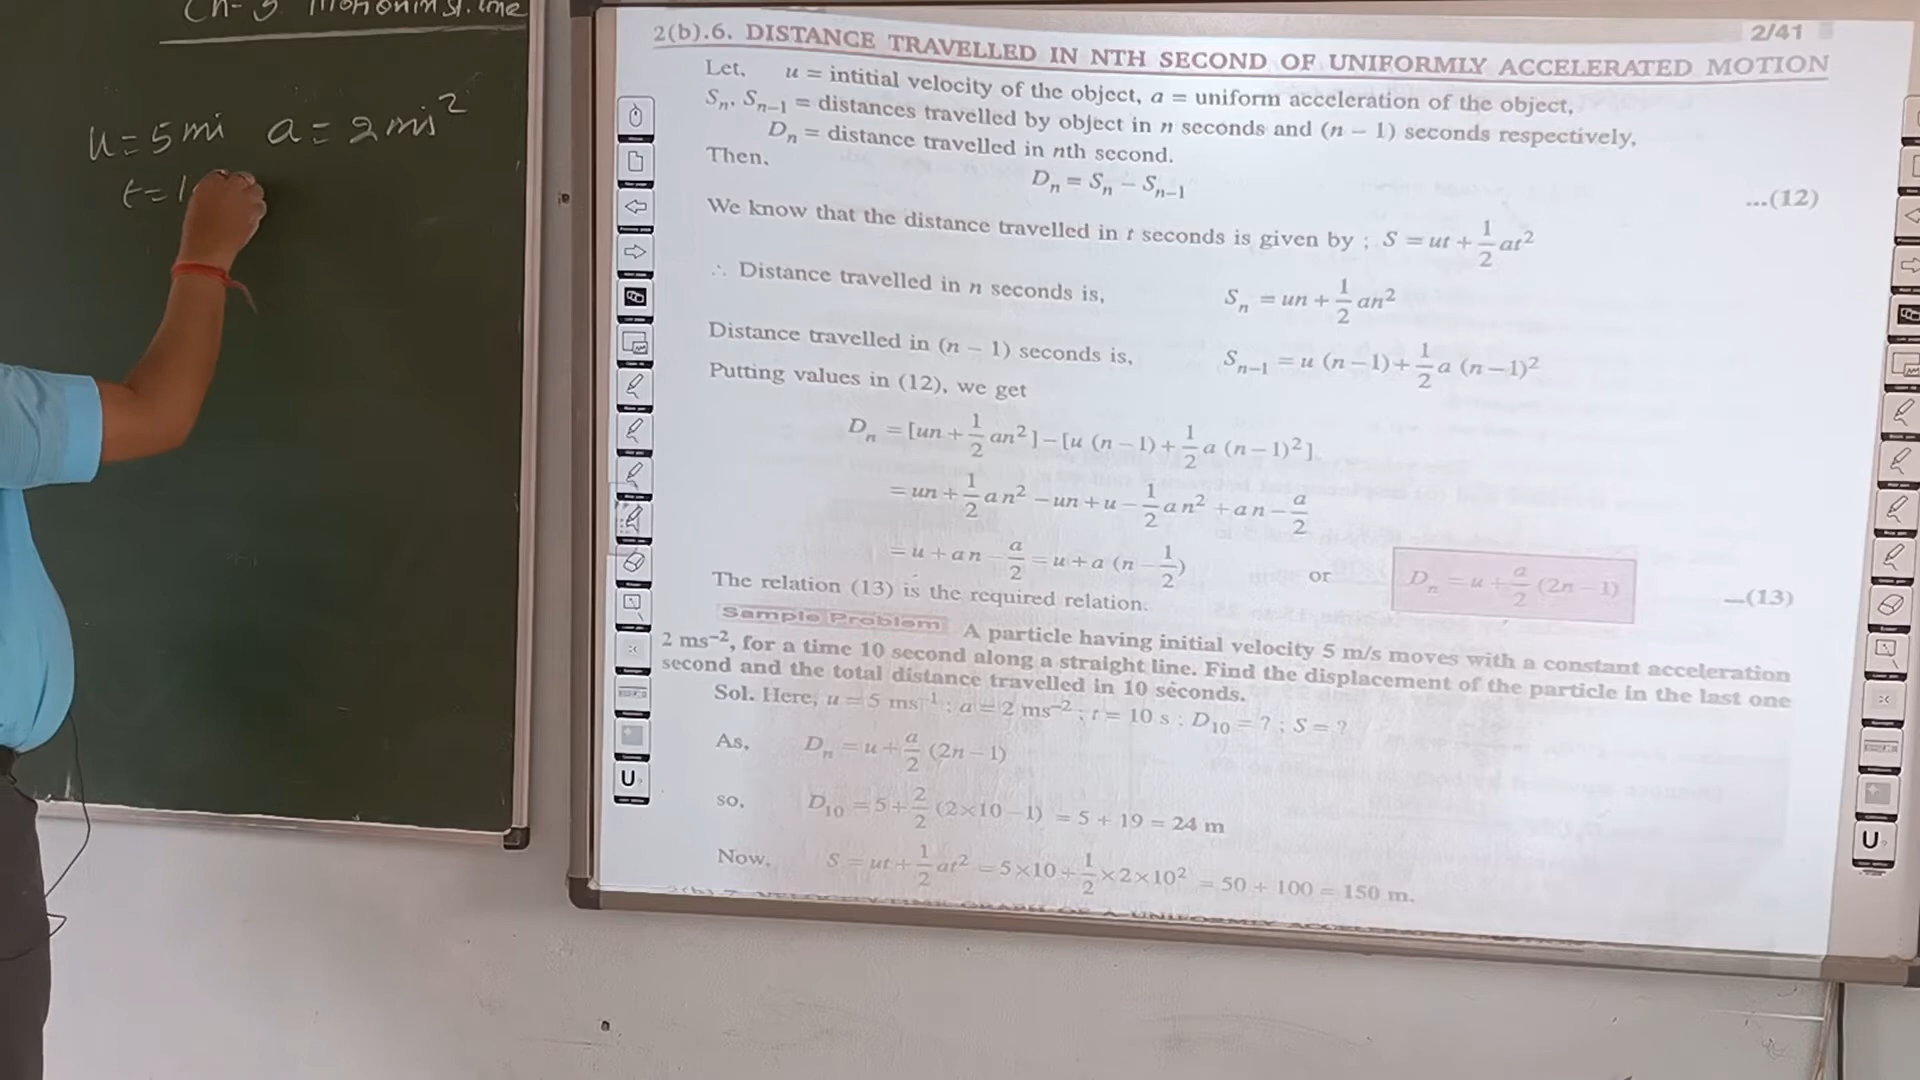 u = 5 ms¯¹ a = 2 ms¯²
t = 1
2(b).6. DISTANCE TRAVELLED IN NTH SECOND OF UNIFORMLY ACCELERATED MOTION 2/41
Let, u = intitial velocity of the object, a = uniform acceleration of the object,
Sₙ, Sₙ₋₁ = distances travelled by object in n seconds and (n – 1) seconds respectively,
Dₙ = distance travelled in nth second.
Then,
Dₙ = Sₙ – Sₙ₋₁ ...(12)
We know that the distance travelled in t seconds is given by ; S = ut + 1/2 at²
∴ Distance travelled in n seconds is, Sₙ = un + 1/2 an²
Distance travelled in (n – 1) seconds is, Sₙ₋₁ = u (n – 1) + 1/2 a (n – 1)²
Putting values in (12), we get
Dₙ = [un + 1/2 an²] – [u (n – 1) + 1/2 a (n – 1)²]
= un + 1/2 an² – un + u – 1/2 an² + an – a/2
= u + an – a/2 = u + a (n – 1/2) or Dₙ = u + a/2 (2n – 1) ...(13)
The relation (13) is the required relation.
Sample Problem A particle having initial velocity 5 m/s moves with a constant acceleration
2 ms⁻², for a time 10 second along a straight line. Find the displacement of the particle in the last one
second and the total distance travelled in 10 seconds.
Sol. Here, u = 5 ms⁻¹ ; a = 2 ms⁻² ; t = 10 s ; D₁₀ = ? ; S = ?
As, Dₙ = u + a/2 (2n – 1)
so, D₁₀ = 5 + 2/2 (2×10 – 1) = 5 + 19 = 24 m
Now, S = ut + 1/2 at² = 5×10 + 1/2 ×2×10² = 50 + 100 = 150 m.